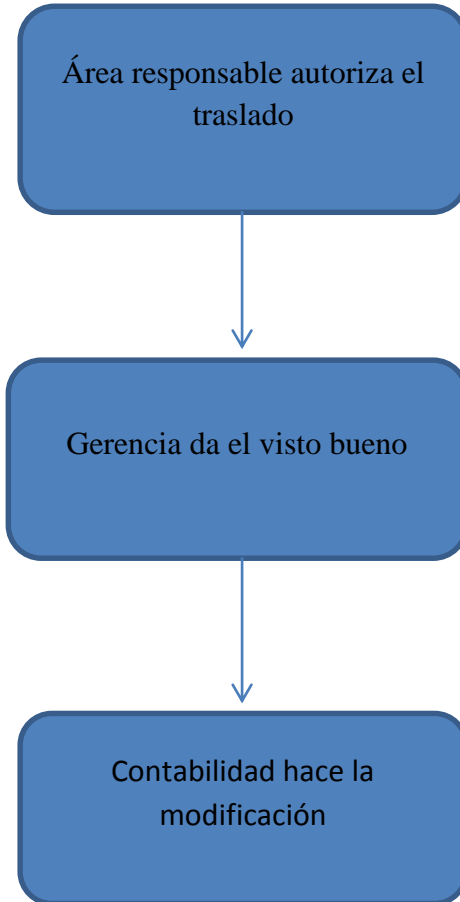 Área responsable autoriza el
traslado
Gerencia da el visto bueno
Contabilidad hace la
modificación